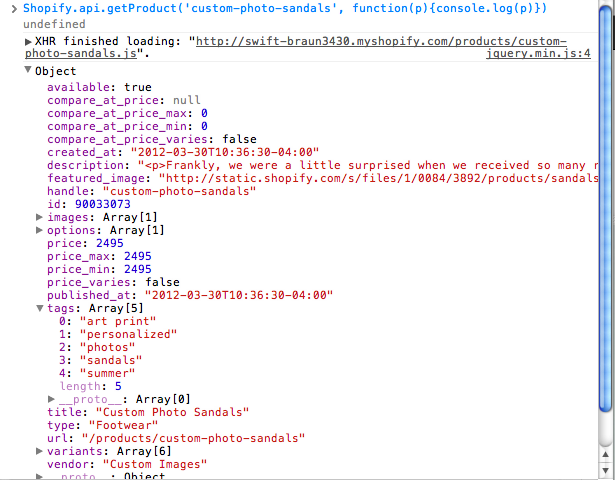 Shopify.api.getProduct('custom-photo-sandals', function(p){console.log(p)})
undefined
XHR finished loading: "http://swift-braun3430.myshopify.com/products/custom-
photo-sandals.js". jquery.min.js:4
Object
available: true
compare_at_price: null
compare_at_price_max: 0
compare_at_price_min: 0
compare_at_price_varies: false
created_at: "2012-03-30T10:36:30-04:00"
description: "<p>Frankly, we were a little surprised when we received so many r
featured_image: "http://static.shopify.com/s/files/1/0084/3892/products/sandals
handle: "custom-photo-sandals"
id: 90033073
images: Array[1]
options: Array[1]
price: 2495
price_max: 2495
price_min: 2495
price_varies: false
published_at: "2012-03-30T10:36:30-04:00"
tags: Array[5]
0: "art print"
1: "personalized"
2: "photos"
3: "sandals"
4: "summer"
length: 5
__proto__: Array[0]
title: "Custom Photo Sandals"
type: "Footwear"
url: "/products/custom-photo-sandals"
variants: Array[6]
vendor: "Custom Images"
__proto__: Object